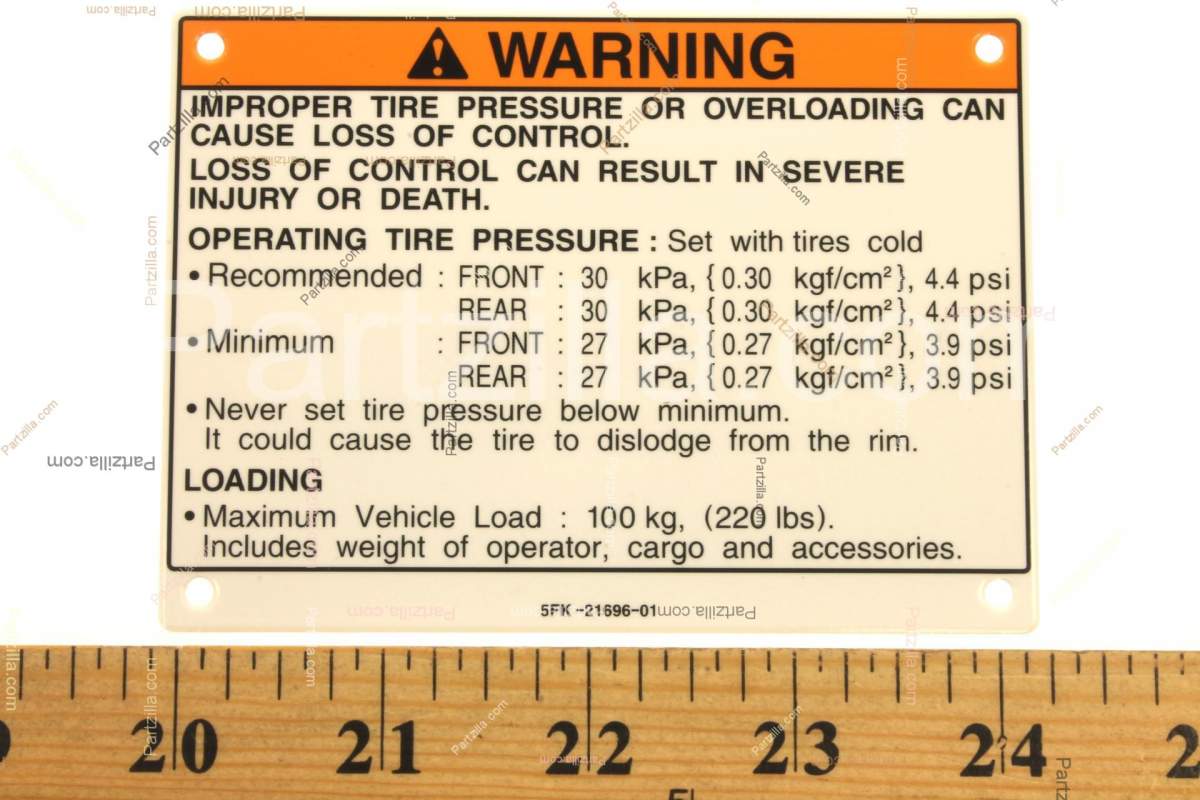 WARNING
IMPROPER TIRE PRESSURE OR OVERLOADING CAN
CAUSE LOSS OF CONTROL.
LOSS OF CONTROL CAN RESULT IN SEVERE
INJURY OR DEATH.
OPERATING TIRE PRESSURE : Set with tires cold
• Recommended : FRONT : 30 kPa, {0.30 kgf/cm²}, 4.4 psi
REAR : 30 kPa, {0.30 kgf/cm²}, 4.4 psi
• Minimum : FRONT : 27 kPa, {0.27 kgf/cm²}, 3.9 psi
REAR : 27 kPa, {0.27 kgf/cm²}, 3.9 psi
• Never set tire pressure below minimum.
It could cause the tire to dislodge from the rim.
LOADING
• Maximum Vehicle Load : 100 kg, (220 lbs).
Includes weight of operator, cargo and accessories.
5FK-21696-01
20 21 22 23 24
Partzilla.com